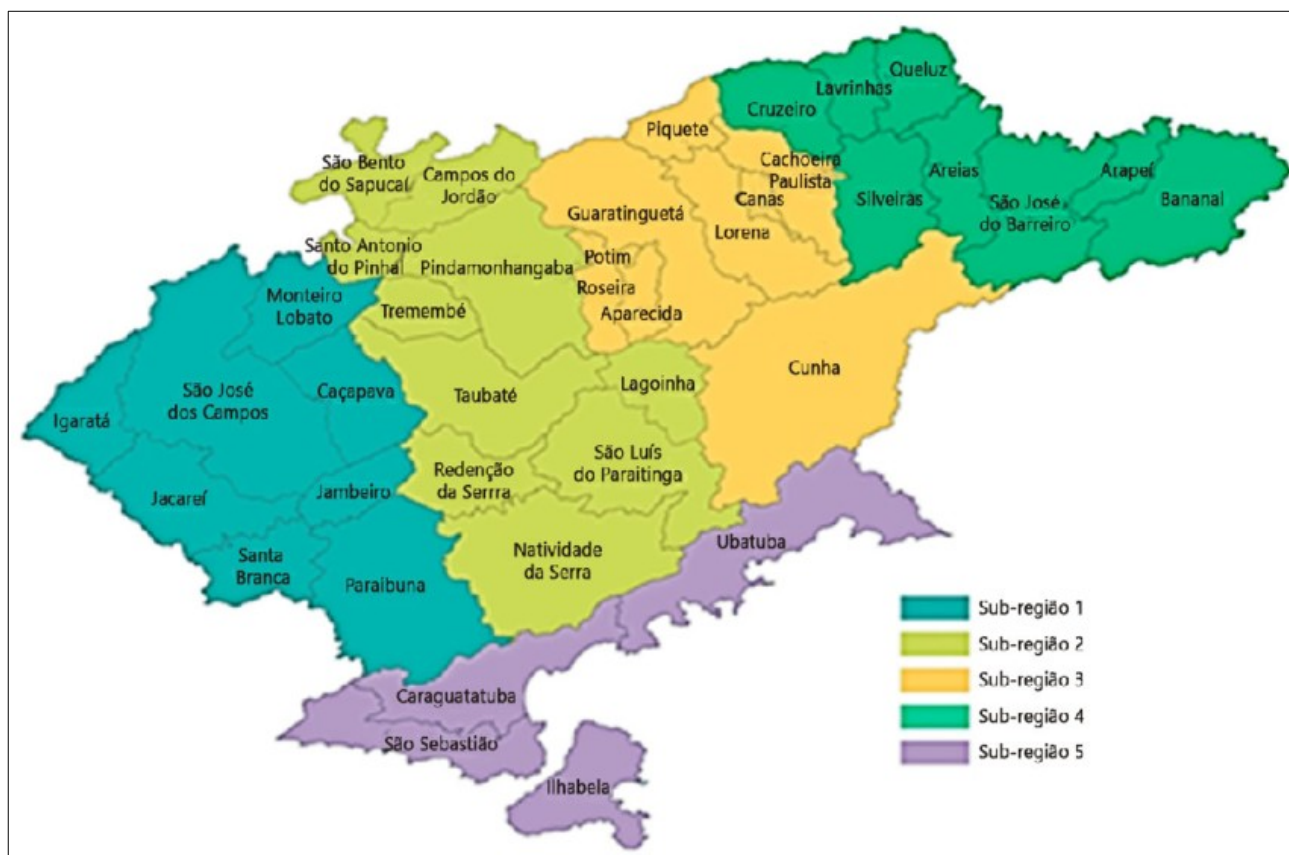 Queluz
Lavrinhas
Cruzeiro
Piquete
São Bento
do Sapucaí
Campos do
Jordão
Cachoeira
Paulista
Areias
Arapeí
Bananal
Silveiras
São José
do Barreiro
Canas
Guaratinguetá
Lorena
Santo Antonio
do Pinhal
Pindamonhangaba
Potim
Roseira
Aparecida
Monteiro
Lobato
Tremembé
Cunha
São José
dos Campos
Caçapava
Taubaté
Lagoinha
Igaratá
São Luís
do Paraitinga
Redenção
da Serrra
Jacareí
Jambeiro
Ubatuba
Santa
Branca
Paraíbuna
Natividade
da Serra
Caraguatatuba
São Sebastião
Ilhabela
Sub-região 1
Sub-região 2
Sub-região 3
Sub-região 4
Sub-região 5